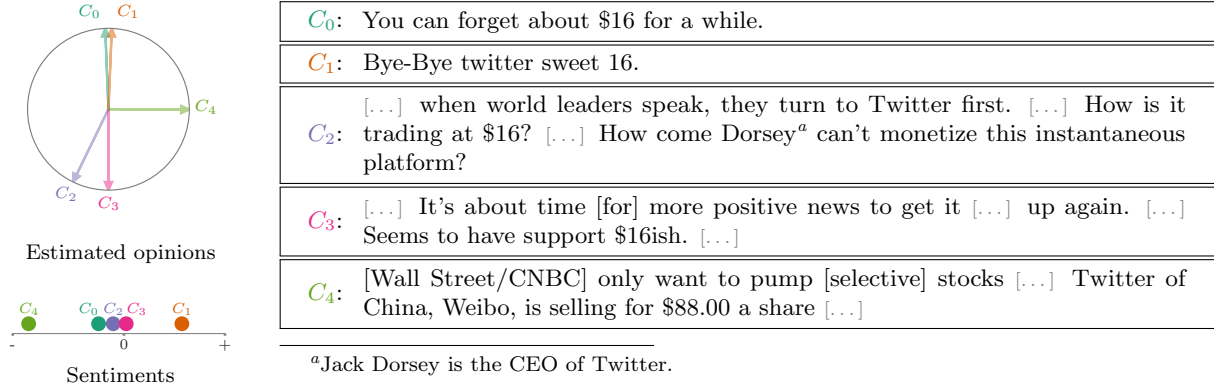 C0 C1
C4
C2
C3
Estimated opinions
C4 C0 C2 C3 C1
- 0 +
Sentiments
C0: You can forget about $16 for a while.
C1: Bye-Bye twitter sweet 16.
[...] when world leaders speak, they turn to Twitter first. [...] How is it
C2: trading at $16? [...] How come Dorseya can't monetize this instantaneous
platform?
C3: [...] It's about time [for] more positive news to get it [...] up again. [...]
Seems to have support $16ish. [...]
C4: [Wall Street/CNBC] only want to pump [selective] stocks [...] Twitter of
China, Weibo, is selling for $88.00 a share [...]
aJack Dorsey is the CEO of Twitter.